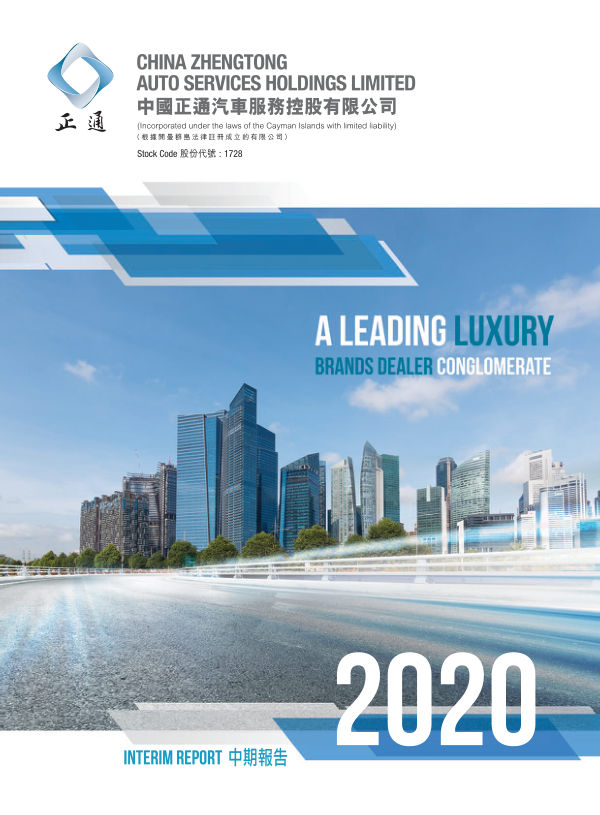 正通
CHINA ZHENGTONG
AUTO SERVICES HOLDINGS LIMITED
中國正通汽車服務控股有限公司
(Incorporated under the laws of the Cayman Islands with limited liability)
(根據開曼群島法律註冊成立的有限公司)
Stock Code 股份代號 : 1728
A LEADING LUXURY
BRANDS DEALER CONGLOMERATE
2020
INTERIM REPORT 中期報告